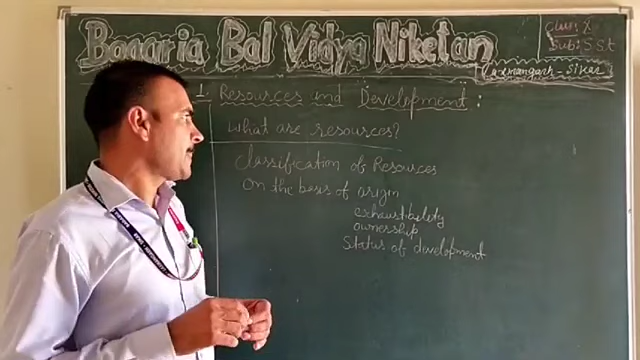 Bagaria Bal Vidya Niketan
Class X
Sub: S.St
Laxmangarh - Sikar
1 Resources and Development :
What are resources?
Classification of Resources
On the basis of origin
exhaustibility
ownership
Status of development